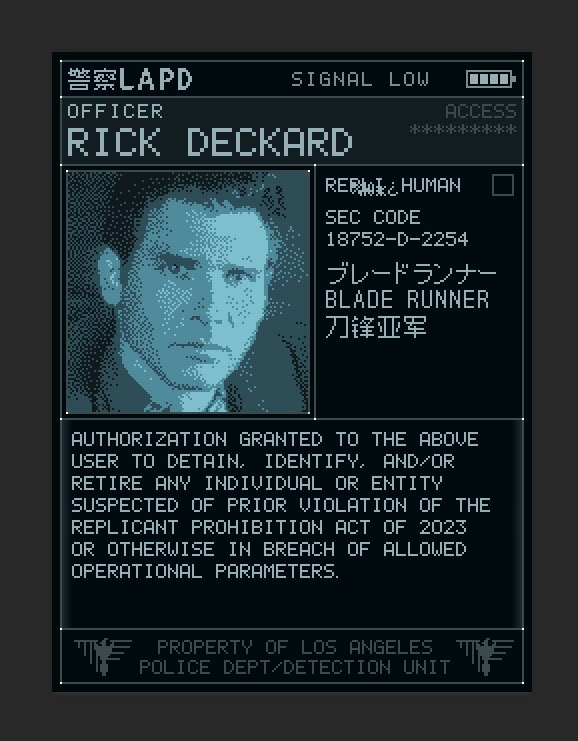 警察LAPD SIGNAL LOW
OFFICER
RICK DECKARD
ACCESS
*********
HUMAN
SEC CODE
18752-D-2254
ブレードランナー
BLADE RUNNER
刀锋亚军
AUTHORIZATION GRANTED TO THE ABOVE
USER TO DETAIN, IDENTIFY, AND/OR
RETIRE ANY INDIVIDUAL OR ENTITY
SUSPECTED OF PRIOR VIOLATION OF THE
REPLICANT PROHIBITION ACT OF 2023
OR OTHERWISE IN BREACH OF ALLOWED
OPERATIONAL PARAMETERS.
PROPERTY OF LOS ANGELES
POLICE DEPT/DETECTION UNIT